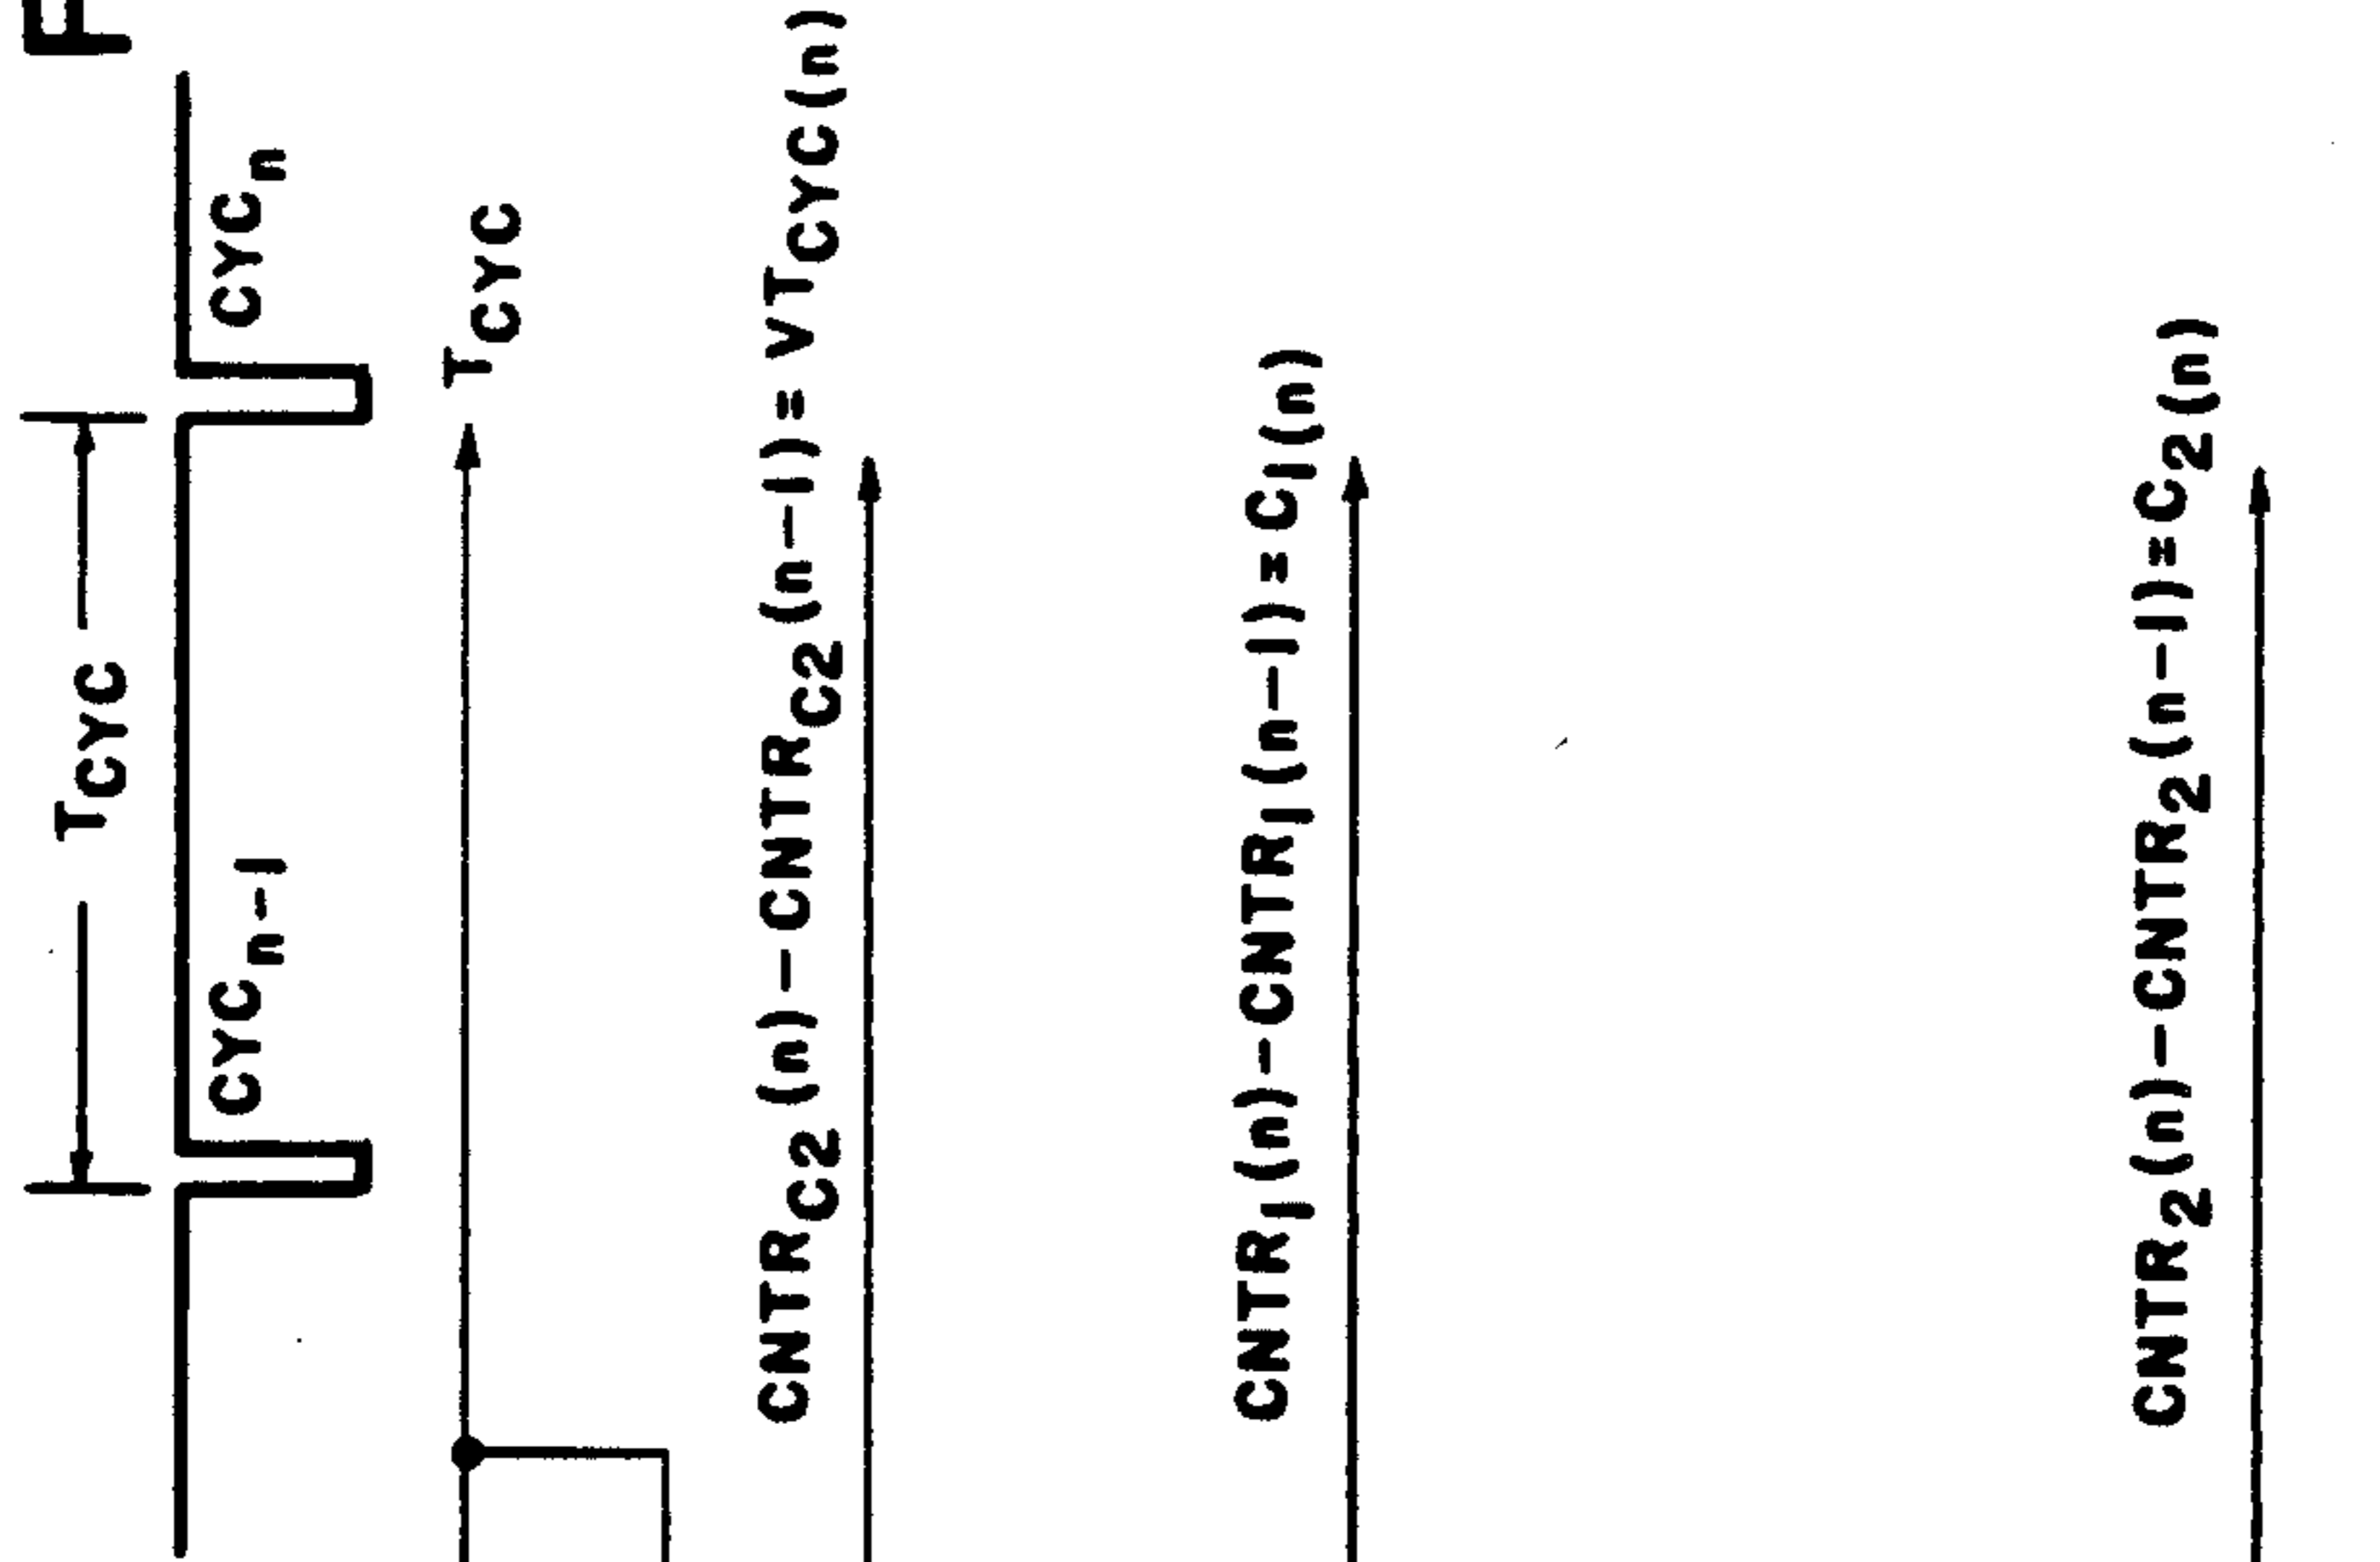 F
T_CYC
CYC_n-1
CYC_n
T_CYC
CNTR_C2(n)-CNTR_C2(n-1)=VT_CYC(n)
CNTR_1(n)-CNTR_1(n-1)=C_1(n)
CNTR_2(n)-CNTR_2(n-1)=C_2(n)